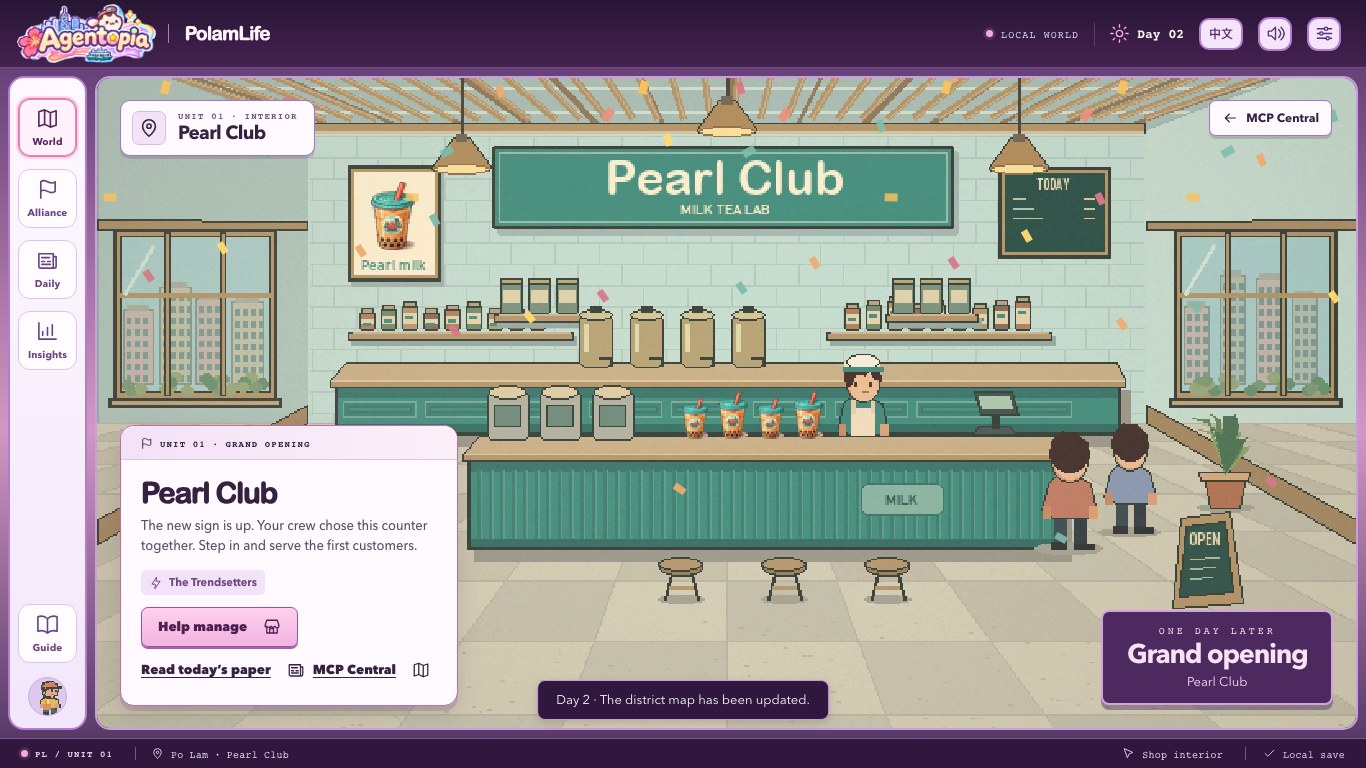 Agentopia
PolamLife
LOCAL WORLD
Day 02
中文
World
Alliance
Daily
Insights
Guide
UNIT 01 · INTERIOR
Pearl Club
MCP Central
Pearl Club
MILK TEA LAB
Pearl milk
TODAY
MILK
OPEN
UNIT 01 · GRAND OPENING
Pearl Club
The new sign is up. Your crew chose this counter
together. Step in and serve the first customers.
The Trendsetters
Help manage
Read today’s paper
MCP Central
ONE DAY LATER
Grand opening
Pearl Club
Day 2 · The district map has been updated.
PL / UNIT 01
Po Lam · Pearl Club
Shop interior
Local save